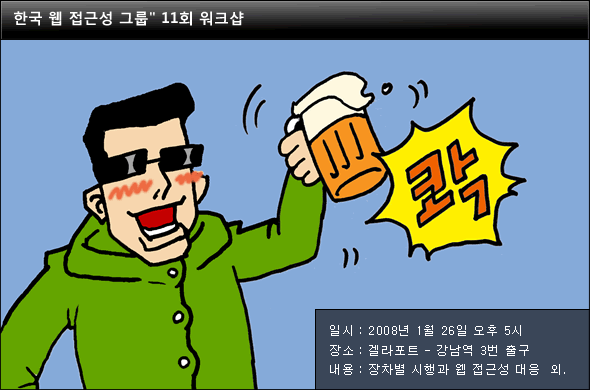 한국 웹 접근성 그룹" 11회 워크샵
콱
일시 : 2008년 1월 26일 오후 5시
장소 : 겔라포트 - 강남역 3번 출구
내용 : 장차별 시행과 웹 접근성 대응 외.